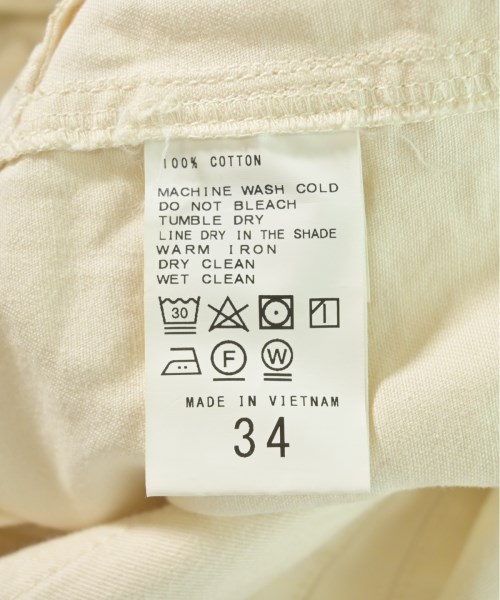 100% COTTON
MACHINE WASH COLD
DO NOT BLEACH
TUMBLE DRY
LINE DRY IN THE SHADE
WARM IRON
DRY CLEAN
WET CLEAN
30
F W
MADE IN VIETNAM
34